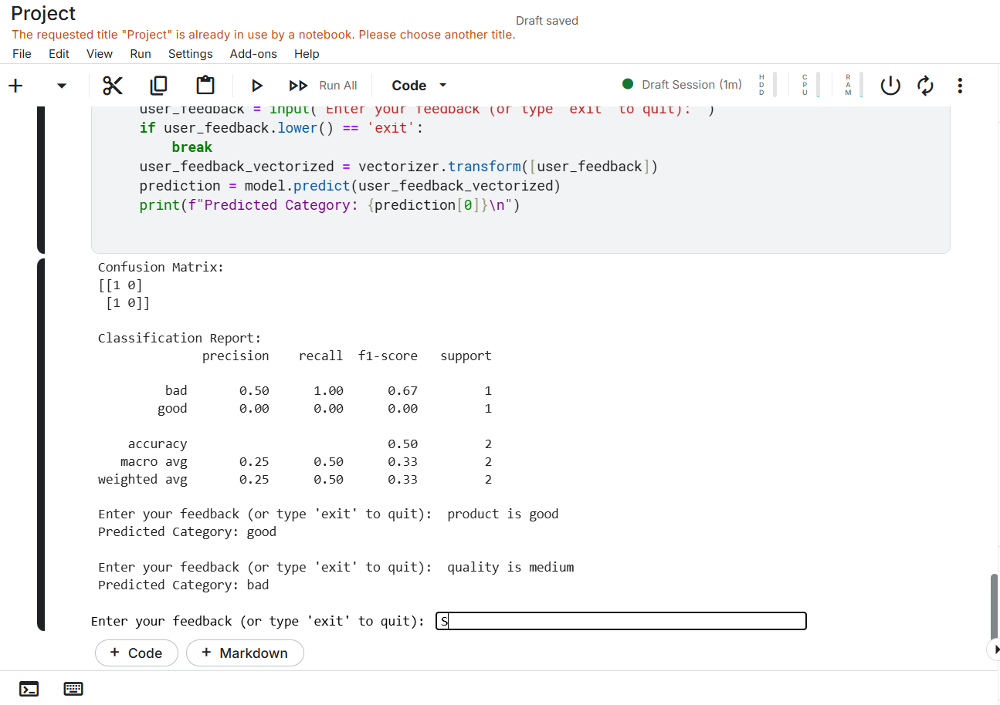 Project
Draft saved
The requested title "Project" is already in use by a notebook. Please choose another title.
File Edit View Run Settings Add-ons Help
Run All Code Draft Session (1m) HDD CPU RAM
user_feedback = input("Enter your feedback (or type 'exit' to quit): ")
if user_feedback.lower() == 'exit':
break
user_feedback_vectorized = vectorizer.transform([user_feedback])
prediction = model.predict(user_feedback_vectorized)
print(f"Predicted Category: {prediction[0]}\n")
Confusion Matrix:
[[1 0]
[1 0]]
Classification Report:
precision recall f1-score support
bad 0.50 1.00 0.67 1
good 0.00 0.00 0.00 1
accuracy 0.50 2
macro avg 0.25 0.50 0.33 2
weighted avg 0.25 0.50 0.33 2
Enter your feedback (or type 'exit' to quit): product is good
Predicted Category: good
Enter your feedback (or type 'exit' to quit): quality is medium
Predicted Category: bad
Enter your feedback (or type 'exit' to quit): S
+ Code + Markdown